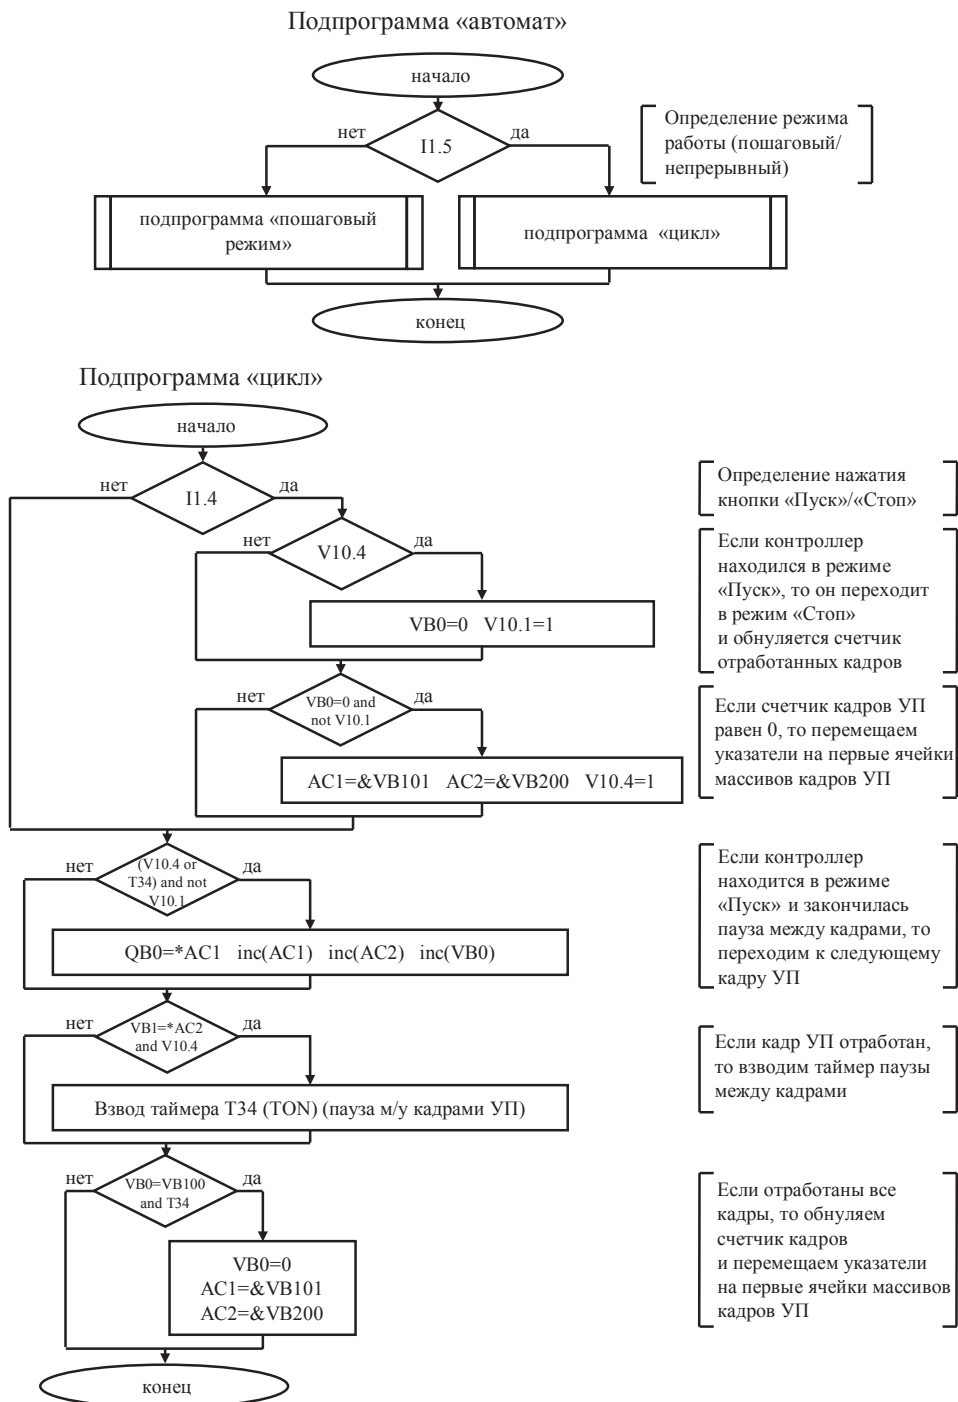 Подпрограмма «автомат»
начало
нет
да
I1.5
Определение режима
работы (пошаговый/
непрерывный)
подпрограмма «пошаговый
режим»
подпрограмма «цикл»
конец
Подпрограмма «цикл»
начало
нет
да
I1.4
Определение нажатия
кнопки «Пуск»/«Стоп»
нет
да
V10.4
Если контроллер
находился в режиме
«Пуск», то он переходит
в режим «Стоп»
и обнуляется счетчик
отработанных кадров
VB0=0 V10.1=1
нет
да
VB0=0 and
not V10.1
Если счетчик кадров УП
равен 0, то перемещаем
указатели на первые ячейки
массивов кадров УП
AC1=&VB101 AC2=&VB200 V10.4=1
нет
да
(V10.4 or
T34) and not
V10.1
Если контроллер
находится в режиме
«Пуск» и закончилась
пауза между кадрами, то
переходим к следующему
кадру УП
QB0=*AC1 inc(AC1) inc(AC2) inc(VB0)
нет
да
VB1=*AC2
and V10.4
Если кадр УП отработан,
то взводим таймер паузы
между кадрами
Взвод таймера T34 (TON) (пауза м/у кадрами УП)
нет
да
VB0=VB100
and T34
Если отработаны все
кадры, то обнуляем
счетчик кадров
и перемещаем указатели
на первые ячейки массивов
кадров УП
VB0=0
AC1=&VB101
AC2=&VB200
конец